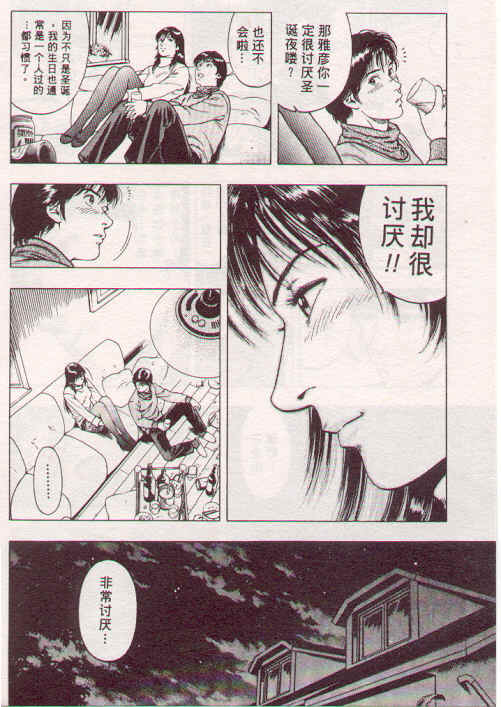 那雅彦你一
定很讨厌圣
诞夜喽？
也还不
会啦…
因为不只是圣诞
，我的生日也通
常是一个人过的
…都习惯了。
我却很
讨厌!!
………
非常讨厌…